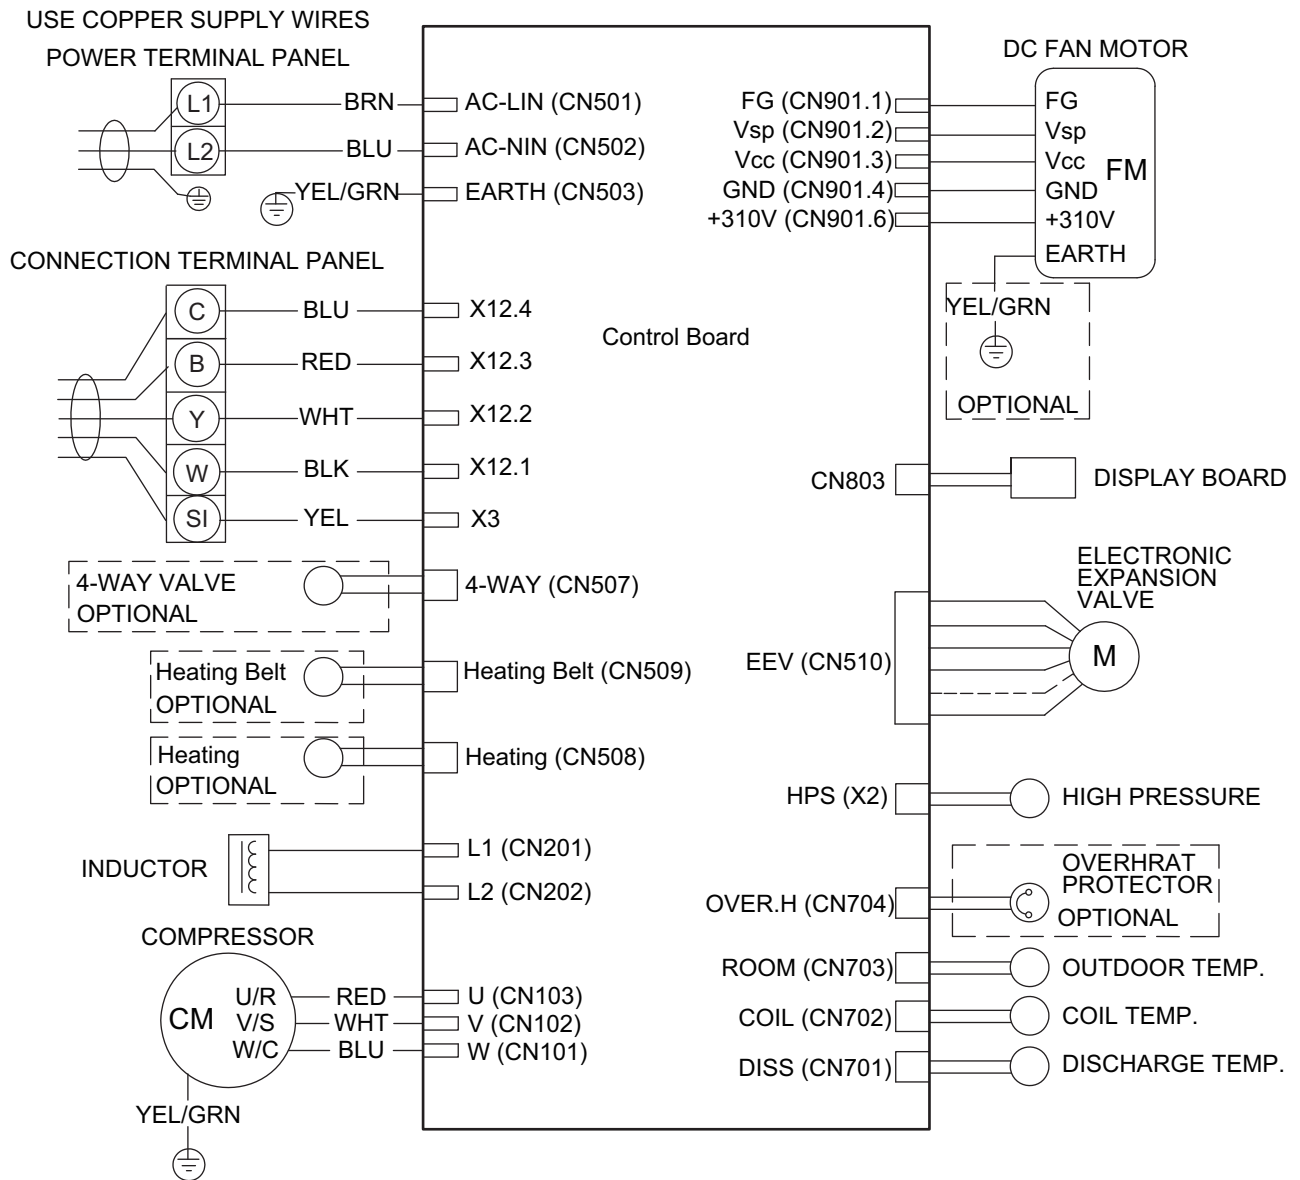 USE COPPER SUPPLY WIRES
POWER TERMINAL PANEL
L1 BRN AC-LIN (CN501)
L2 BLU AC-NIN (CN502)
YEL/GRN EARTH (CN503)
CONNECTION TERMINAL PANEL
C BLU X12.4
B RED X12.3
Y WHT X12.2
W BLK X12.1
SI YEL X3
4-WAY VALVE
OPTIONAL
4-WAY (CN507)
Heating Belt
OPTIONAL
Heating Belt (CN509)
Heating
OPTIONAL
Heating (CN508)
INDUCTOR
L1 (CN201)
L2 (CN202)
COMPRESSOR
CM
U/R RED U (CN103)
V/S WHT V (CN102)
W/C BLU W (CN101)
YEL/GRN
Control Board
DC FAN MOTOR
FG (CN901.1) FG
Vsp (CN901.2) Vsp
Vcc (CN901.3) Vcc
FM
GND (CN901.4) GND
+310V (CN901.6) +310V
EARTH
YEL/GRN
OPTIONAL
CN803 DISPLAY BOARD
ELECTRONIC
EXPANSION
VALVE
EEV (CN510) M
HPS (X2) HIGH PRESSURE
OVERHRAT
PROTECTOR
OPTIONAL
OVER.H (CN704)
ROOM (CN703) OUTDOOR TEMP.
COIL (CN702) COIL TEMP.
DISS (CN701) DISCHARGE TEMP.